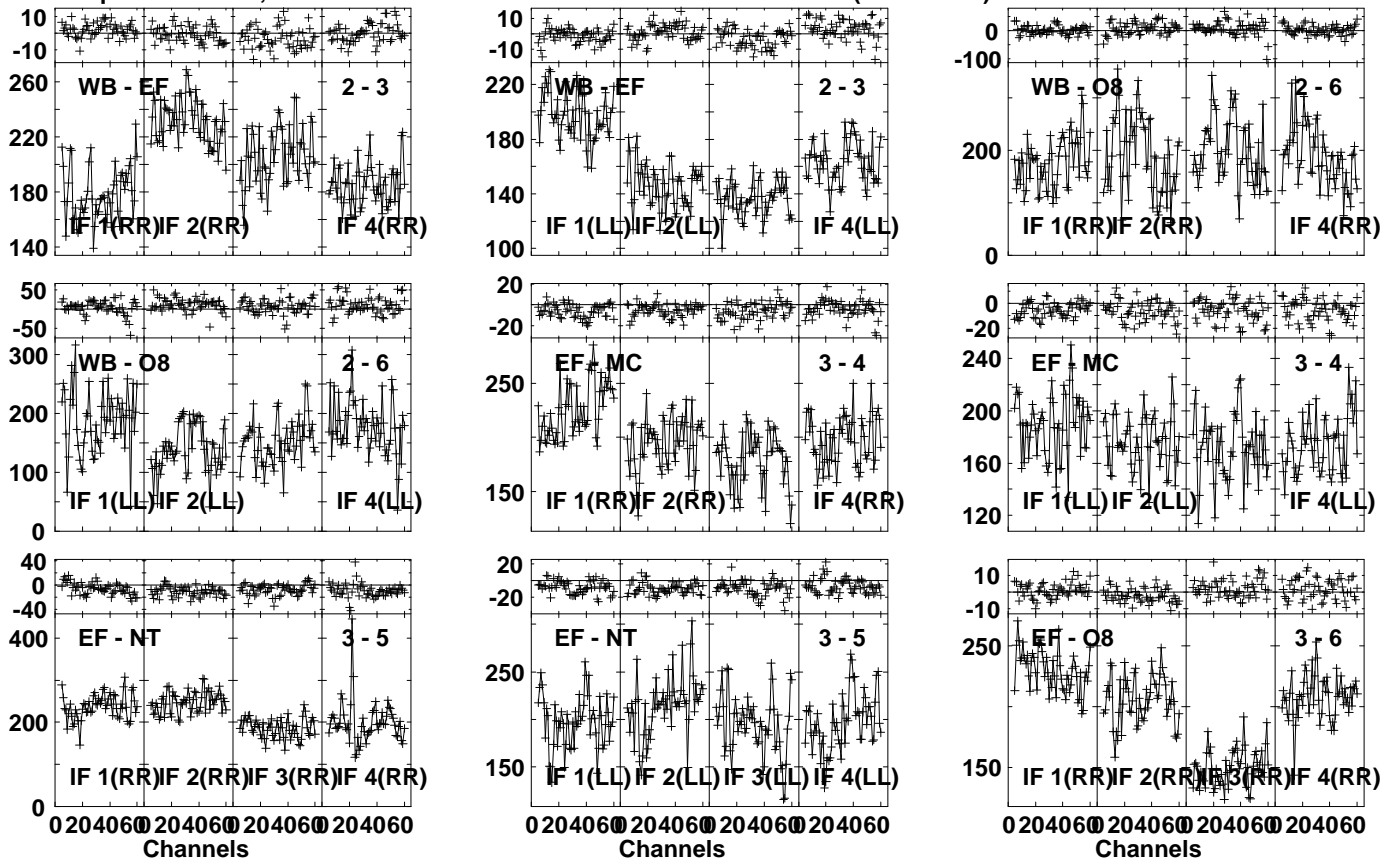 10
0
-10
WB - EF
2 - 3
260
220
180
140
IF 1(RR)
IF 2(RR)
IF 4(RR)
10
0
-10
WB - EF
2 - 3
220
180
140
100
IF 1(LL)
IF 2(LL)
IF 4(LL)
0
-100
WB - O8
2 - 6
200
0
IF 1(RR)
IF 2(RR)
IF 4(RR)
50
0
-50
WB - O8
2 - 6
300
200
100
0
IF 1(LL)
IF 2(LL)
IF 4(LL)
20
0
-20
EF - MC
3 - 4
250
150
IF 1(RR)
IF 2(RR)
IF 4(RR)
0
-20
EF - MC
3 - 4
240
200
160
120
IF 1(LL)
IF 2(LL)
IF 4(LL)
40
0
-40
EF - NT
3 - 5
400
200
0
IF 1(RR)
IF 2(RR)
IF 3(RR)
IF 4(RR)
0 20 40 60 0 20 40 60 0 20 40 60 0 20 40 60
Channels
20
0
-20
EF - NT
3 - 5
250
150
IF 1(LL)
IF 2(LL)
IF 3(LL)
IF 4(LL)
0 20 40 60 0 20 40 60 0 20 40 60 0 20 40 60
Channels
10
0
-10
EF - O8
3 - 6
250
150
IF 1(RR)
IF 2(RR)
IF 3(RR)
IF 4(RR)
0 20 40 60 0 20 40 60 0 20 40 60 0 20 40 60
Channels